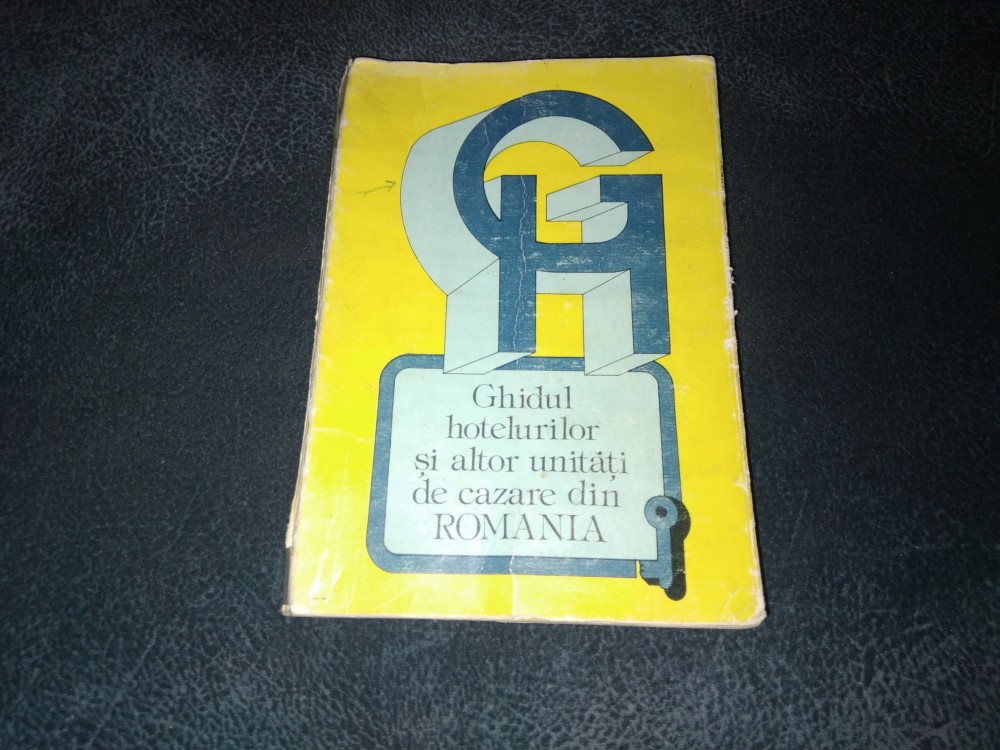 GH
Ghidul
hotelurilor
și altor unități
de cazare din
ROMANIA